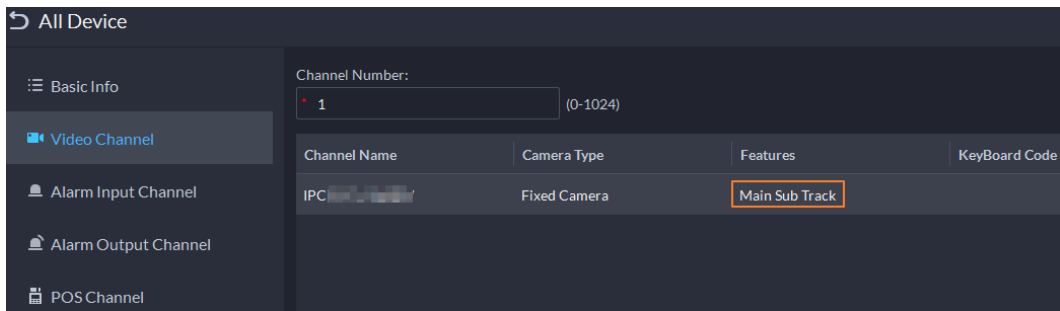 All Device
Basic Info
Video Channel
Alarm Input Channel
Alarm Output Channel
POS Channel
Channel Number:
* 1 (0-1024)
Channel Name Camera Type Features KeyBoard Code
IPC Fixed Camera Main Sub Track